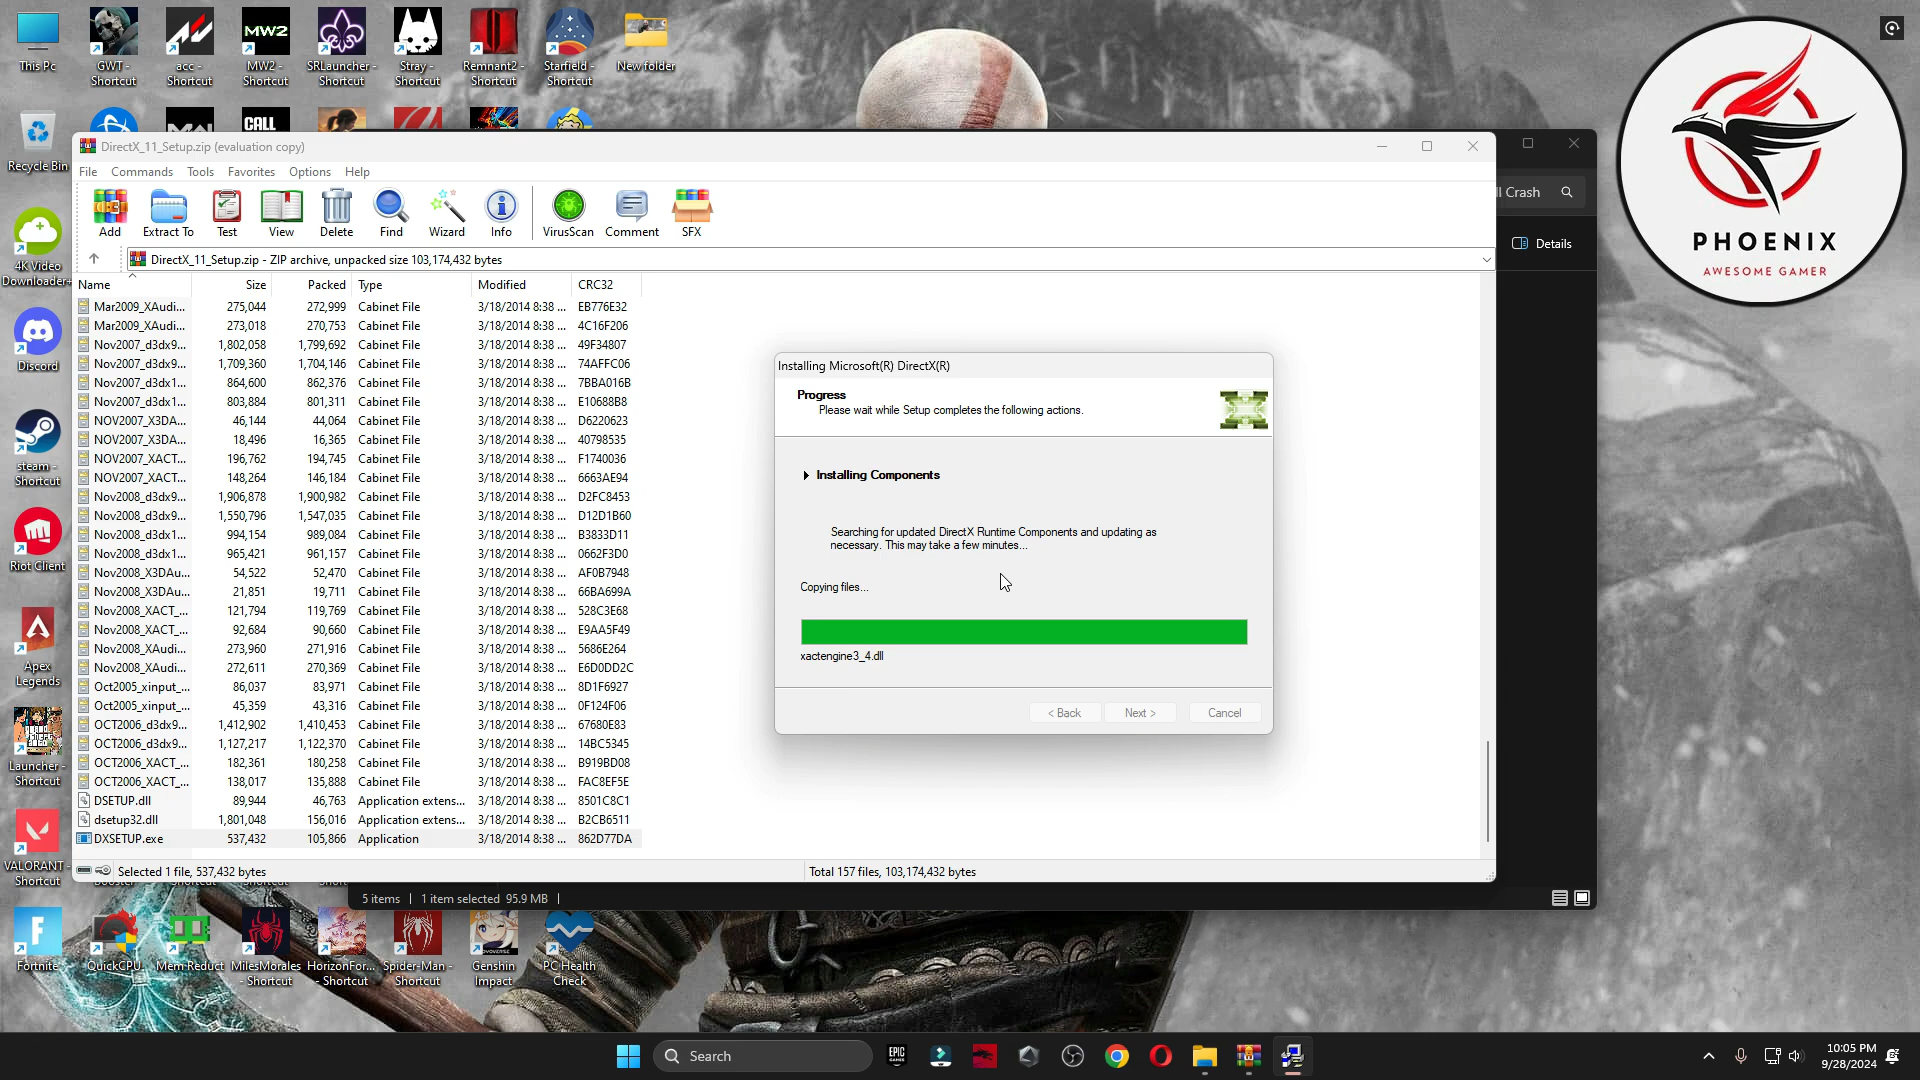 This Pc
GWT - Shortcut
acc - Shortcut
MW2
MW2 - Shortcut
SRLauncher - Shortcut
Stray - Shortcut
Remnant2 - Shortcut
Starfield - Shortcut
New folder
Recycle Bin
CALL
DirectX_11_Setup.zip (evaluation copy)
File Commands Tools Favorites Options Help
Add Extract To Test View Delete Find Wizard Info VirusScan Comment SFX
DirectX_11_Setup.zip - ZIP archive, unpacked size 103,174,432 bytes
Name Size Packed Type Modified CRC32
Mar2009_XAudi... 275,044 272,999 Cabinet File 3/18/2014 8:38 ... EB776E32
Mar2009_XAudi... 273,018 270,753 Cabinet File 3/18/2014 8:38 ... 4C16F206
Nov2007_d3dx9... 1,802,058 1,799,692 Cabinet File 3/18/2014 8:38 ... 49F34807
Nov2007_d3dx9... 1,709,360 1,704,146 Cabinet File 3/18/2014 8:38 ... 74AFFC06
Nov2007_d3dx1... 864,600 862,376 Cabinet File 3/18/2014 8:38 ... 7BBA016B
Nov2007_d3dx1... 803,884 801,311 Cabinet File 3/18/2014 8:38 ... E10688B8
NOV2007_X3DA... 46,144 44,064 Cabinet File 3/18/2014 8:38 ... D6220623
NOV2007_X3DA... 18,496 16,365 Cabinet File 3/18/2014 8:38 ... 40798535
NOV2007_XACT... 196,762 194,745 Cabinet File 3/18/2014 8:38 ... F1740036
NOV2007_XACT... 148,264 146,184 Cabinet File 3/18/2014 8:38 ... 6663AE94
Nov2008_d3dx9... 1,906,878 1,900,982 Cabinet File 3/18/2014 8:38 ... D2FC8453
Nov2008_d3dx9... 1,550,796 1,547,035 Cabinet File 3/18/2014 8:38 ... D12D1B60
Nov2008_d3dx1... 994,154 989,084 Cabinet File 3/18/2014 8:38 ... B3833D11
Nov2008_d3dx1... 965,421 961,157 Cabinet File 3/18/2014 8:38 ... 0662F3D0
Nov2008_X3DAu... 54,522 52,470 Cabinet File 3/18/2014 8:38 ... AF0B7948
Nov2008_X3DAu... 21,851 19,711 Cabinet File 3/18/2014 8:38 ... 66BA699A
Nov2008_XACT_... 121,794 119,769 Cabinet File 3/18/2014 8:38 ... 528C3E68
Nov2008_XACT_... 92,684 90,660 Cabinet File 3/18/2014 8:38 ... E9AA5F49
Nov2008_XAudi... 273,960 271,916 Cabinet File 3/18/2014 8:38 ... 5686E264
Nov2008_XAudi... 272,611 270,369 Cabinet File 3/18/2014 8:38 ... E6D0DD2C
Oct2005_xinput_... 86,037 83,971 Cabinet File 3/18/2014 8:38 ... 8D1F6927
Oct2005_xinput_... 45,359 43,316 Cabinet File 3/18/2014 8:38 ... 0F124F06
OCT2006_d3dx9... 1,412,902 1,410,453 Cabinet File 3/18/2014 8:38 ... 67680E83
OCT2006_d3dx9... 1,127,217 1,122,370 Cabinet File 3/18/2014 8:38 ... 14BC5345
OCT2006_XACT_... 182,361 180,258 Cabinet File 3/18/2014 8:38 ... B919BD08
OCT2006_XACT_... 138,017 135,888 Cabinet File 3/18/2014 8:38 ... FAC8EF5E
DSETUP.dll 89,944 46,763 Application extens... 3/18/2014 8:38 ... 8501C8C1
dsetup32.dll 1,801,048 156,016 Application extens... 3/18/2014 8:38 ... B2CB6511
DXSETUP.exe 537,432 105,866 Application 3/18/2014 8:38 ... 862D77DA
Selected 1 file, 537,432 bytes
Total 157 files, 103,174,432 bytes
Installing Microsoft(R) DirectX(R)
Progress
Please wait while Setup completes the following actions.
Installing Components
Searching for updated DirectX Runtime Components and updating as
necessary. This may take a few minutes...
Copying files...
xactengine3_4.dll
< Back Next > Cancel
Crash
Details
5 items | 1 item selected 95.9 MB |
PHOENIX
AWESOME GAMER
4K Video Downloader+
Discord
steam - Shortcut
Riot Client
Apex Legends
Launcher - Shortcut
VALORANT - Shortcut
Fortnite
QuickCPU
Mem Reduct
MilesMorales - Shortcut
HorizonFor... - Shortcut
Spider-Man - Shortcut
Genshin Impact
PC Health Check
Search
EPIC GAMES
10:05 PM
9/28/2024